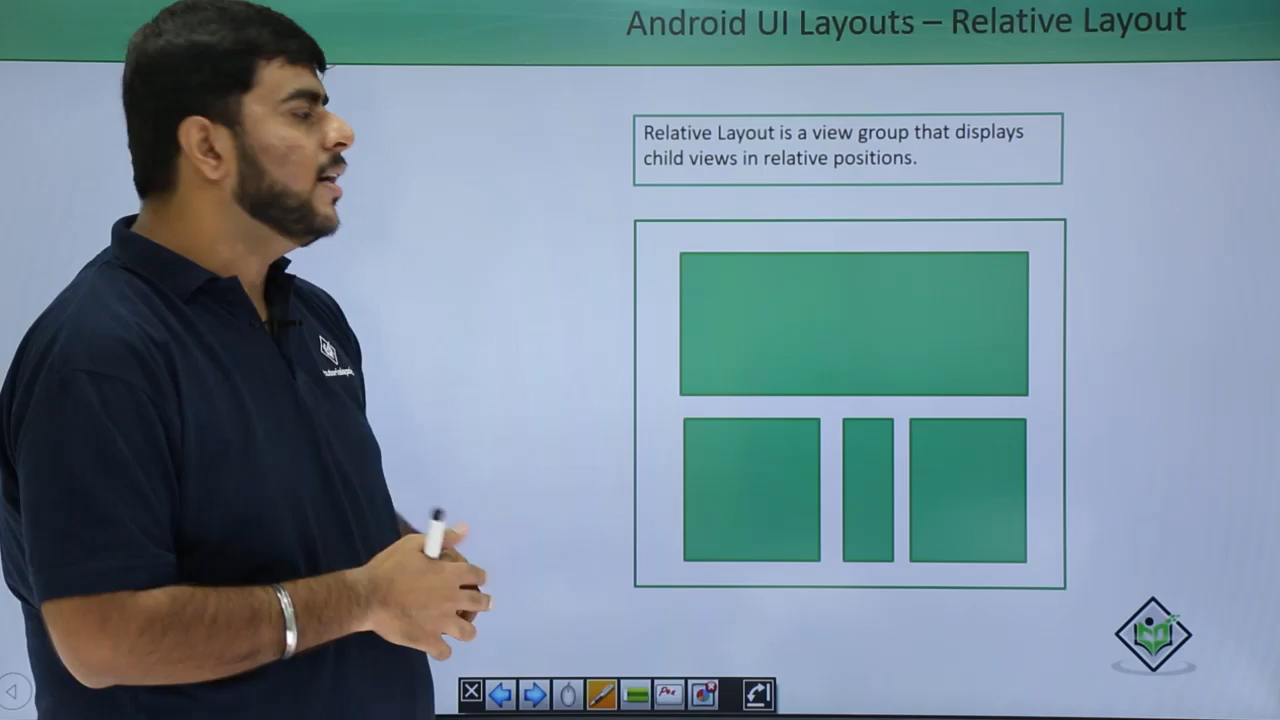 Android UI Layouts – Relative Layout
Relative Layout is a view group that displays
child views in relative positions.